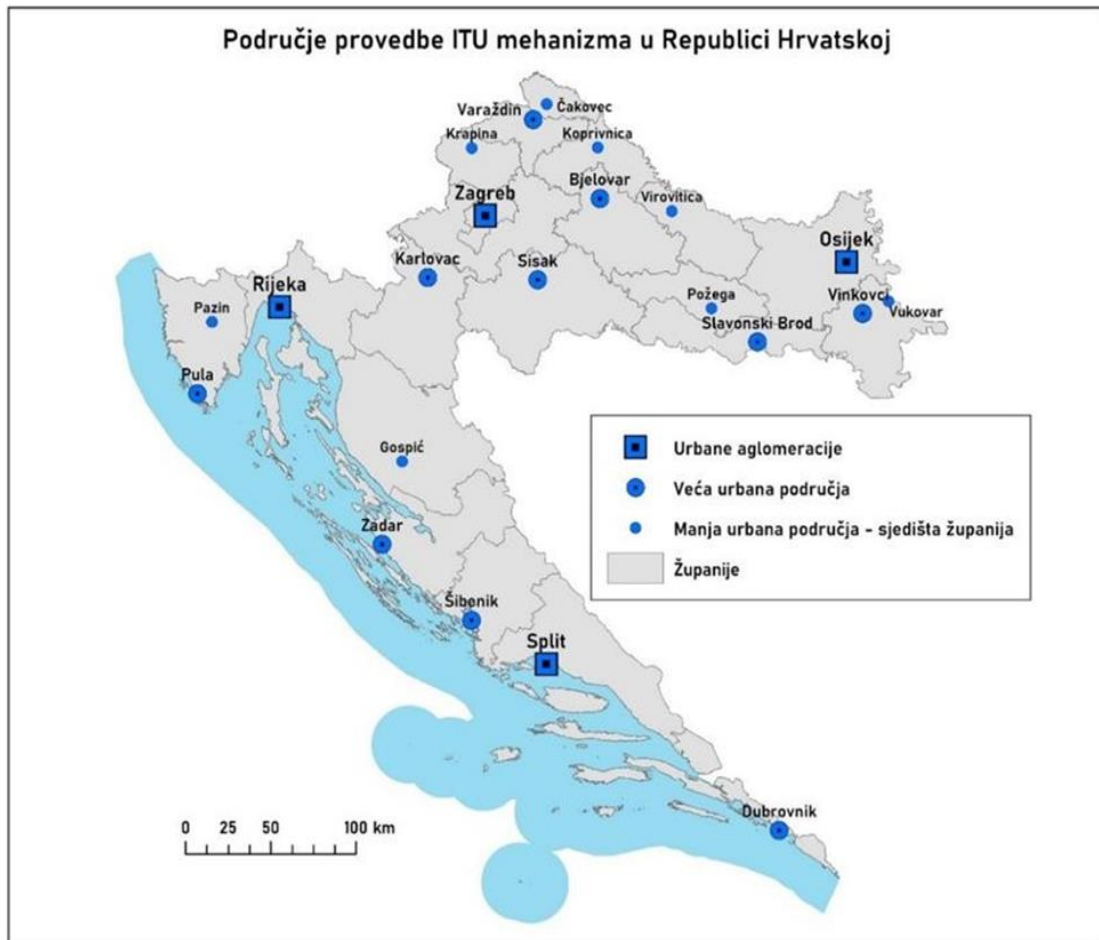 Područje provedbe ITU mehanizma u Republici Hrvatskoj
Čakovec
Varaždin
Krapina
Koprivnica
Bjelovar
Zagreb
Virovitica
Osijek
Karlovac
Sisak
Rijeka
Požega
Vinkovci
Pazin
Vukovar
Slavonski Brod
Pula
Gospić
Urbane aglomeracije
Veća urbana područja
Manja urbana područja - sjedišta županija
Županije
Zadar
Šibenik
Split
Dubrovnik
0 25 50 100 km